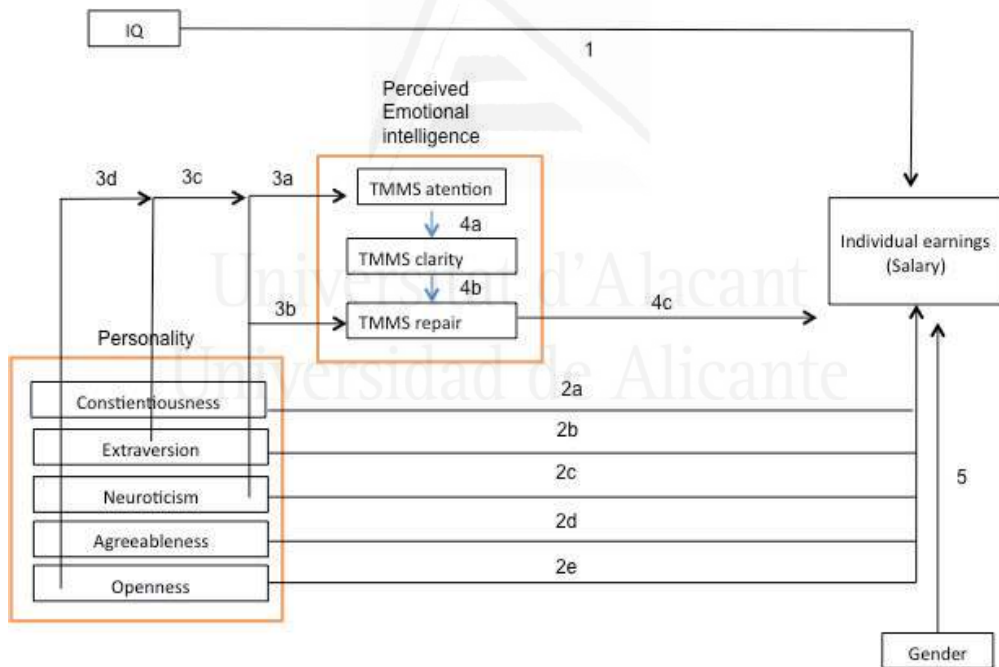 IQ
1
Perceived
Emotional
intelligence
3d
3c
3a
TMMS atention
4a
TMMS clarity
Individual earnings
(Salary)
4b
3b
TMMS repair
4c
Universitat d'Alacant
Universidad de Alicante
Personality
Constientiousness
2a
Extraversion
2b
Neuroticism
2c
5
Agreeableness
2d
Openness
2e
Gender